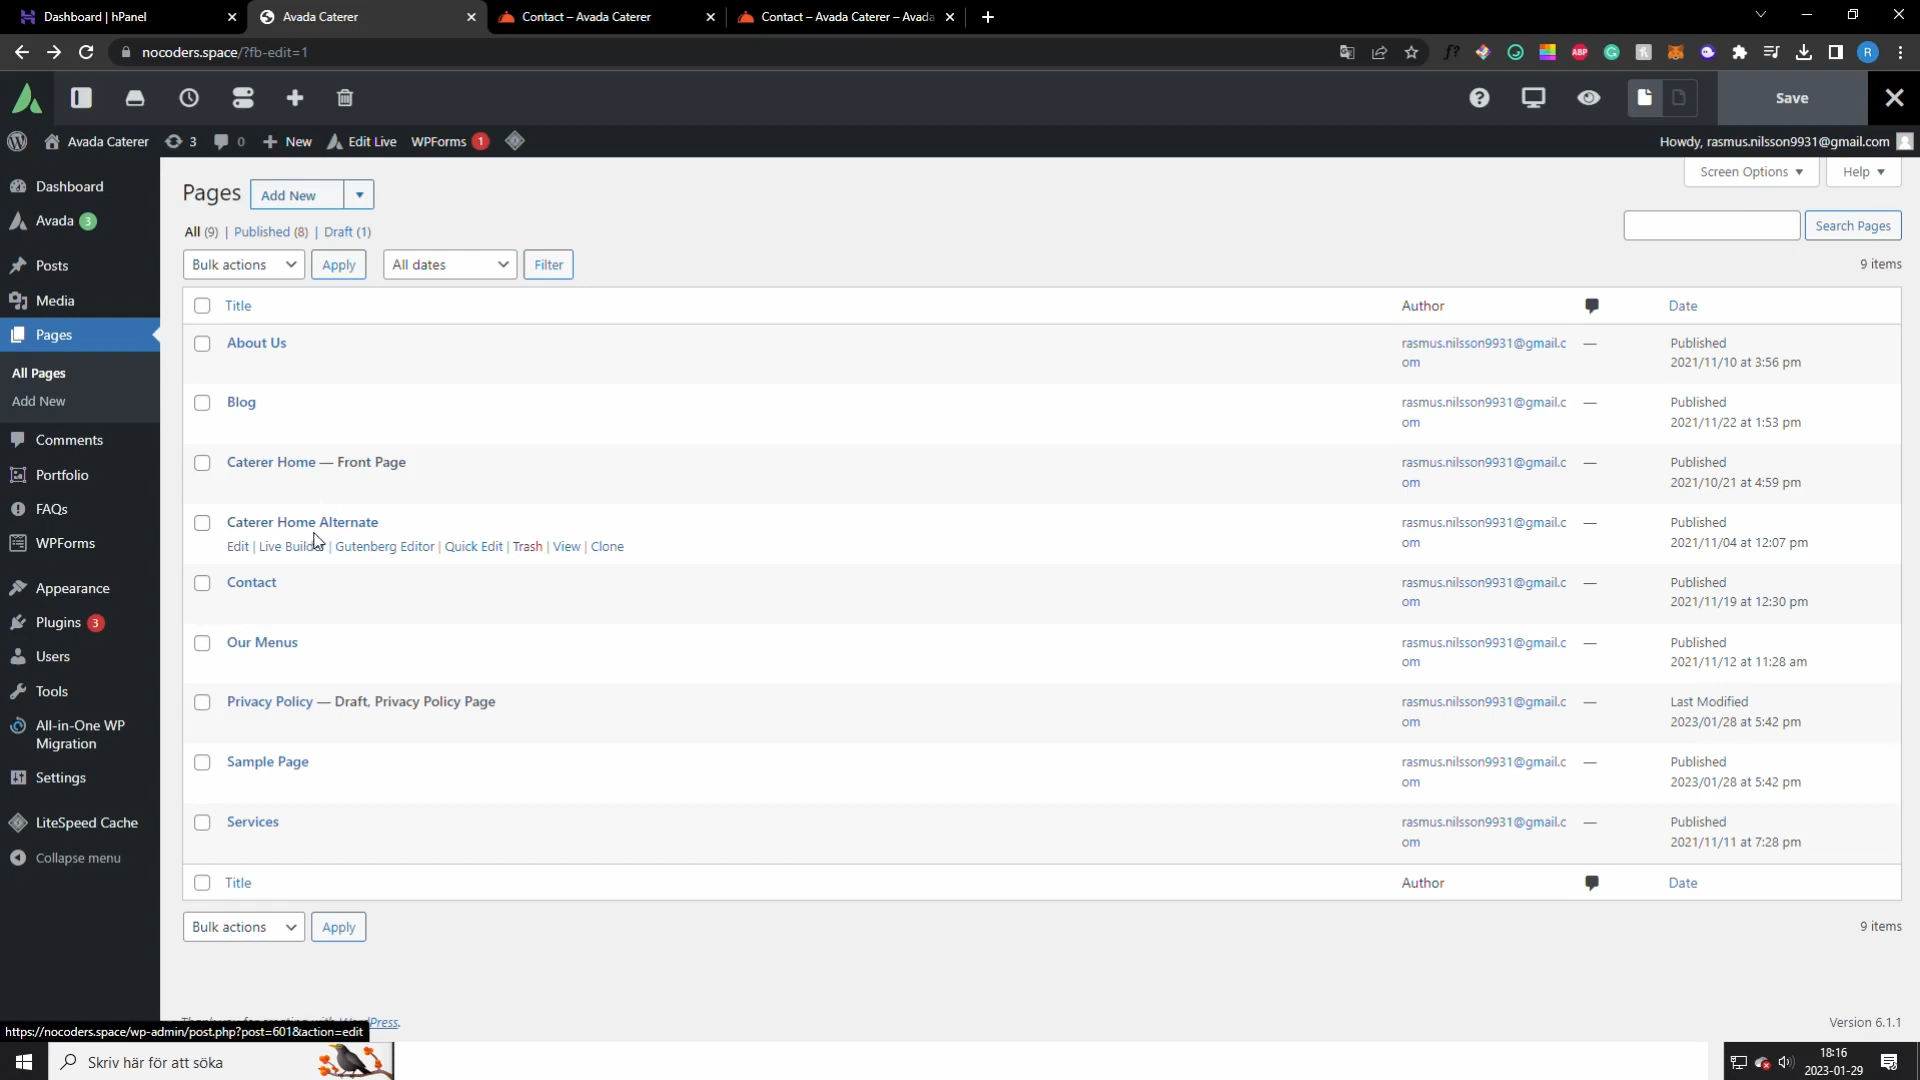 Dashboard | hPanel
Avada Caterer
Contact – Avada Caterer
Contact – Avada Caterer – Avada
nocoders.space/?fb-edit=1
Save
Avada Caterer
3
0
New
Edit Live
WPForms 1
Howdy, rasmus.nilsson9931@gmail.com
Dashboard
Avada 3
Posts
Media
Pages
All Pages
Add New
Comments
Portfolio
FAQs
WPForms
Appearance
Plugins 3
Users
Tools
All-in-One WP
Migration
Settings
LiteSpeed Cache
Collapse menu
Screen Options
Help
Pages
Add New
All (9) | Published (8) | Draft (1)
Search Pages
Bulk actions
Apply
All dates
Filter
9 items
Title
Author
Date
About Us
rasmus.nilsson9931@gmail.c
om
—
Published
2021/11/10 at 3:56 pm
Blog
rasmus.nilsson9931@gmail.c
om
—
Published
2021/11/22 at 1:53 pm
Caterer Home — Front Page
rasmus.nilsson9931@gmail.c
om
—
Published
2021/10/21 at 4:59 pm
Caterer Home Alternate
Edit | Live Builder | Gutenberg Editor | Quick Edit | Trash | View | Clone
rasmus.nilsson9931@gmail.c
om
—
Published
2021/11/04 at 12:07 pm
Contact
rasmus.nilsson9931@gmail.c
om
—
Published
2021/11/19 at 12:30 pm
Our Menus
rasmus.nilsson9931@gmail.c
om
—
Published
2021/11/12 at 11:28 am
Privacy Policy — Draft, Privacy Policy Page
rasmus.nilsson9931@gmail.c
om
—
Last Modified
2023/01/28 at 5:42 pm
Sample Page
rasmus.nilsson9931@gmail.c
om
—
Published
2023/01/28 at 5:42 pm
Services
rasmus.nilsson9931@gmail.c
om
—
Published
2021/11/11 at 7:28 pm
Title
Author
Date
Bulk actions
Apply
9 items
Version 6.1.1
https://nocoders.space/wp-admin/post.php?post=601&action=edit
Skriv här för att söka
18:16
2023-01-29